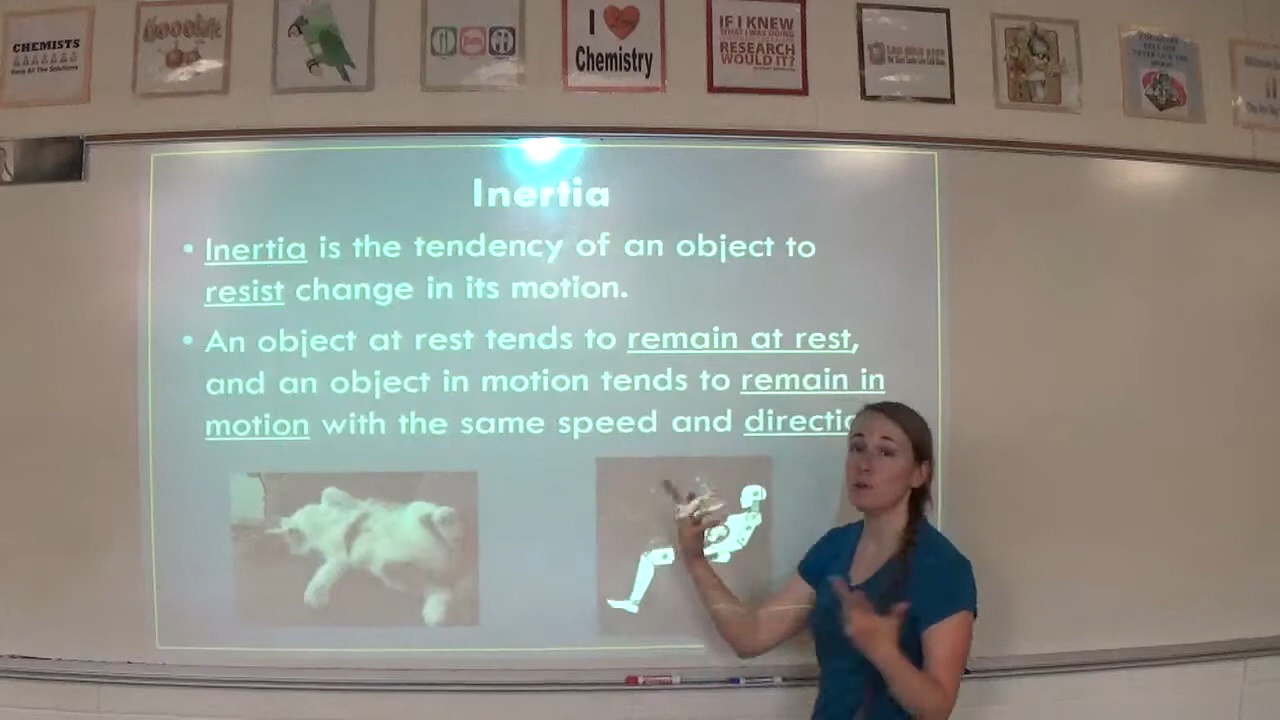 CHEMISTS
Have All The Solutions
I
Chemistry
IF I KNEW
WHAT I WAS DOING
RESEARCH
WOULD IT?
Inertia
• Inertia is the tendency of an object to
resist change in its motion.
• An object at rest tends to remain at rest,
and an object in motion tends to remain in
motion with the same speed and directio